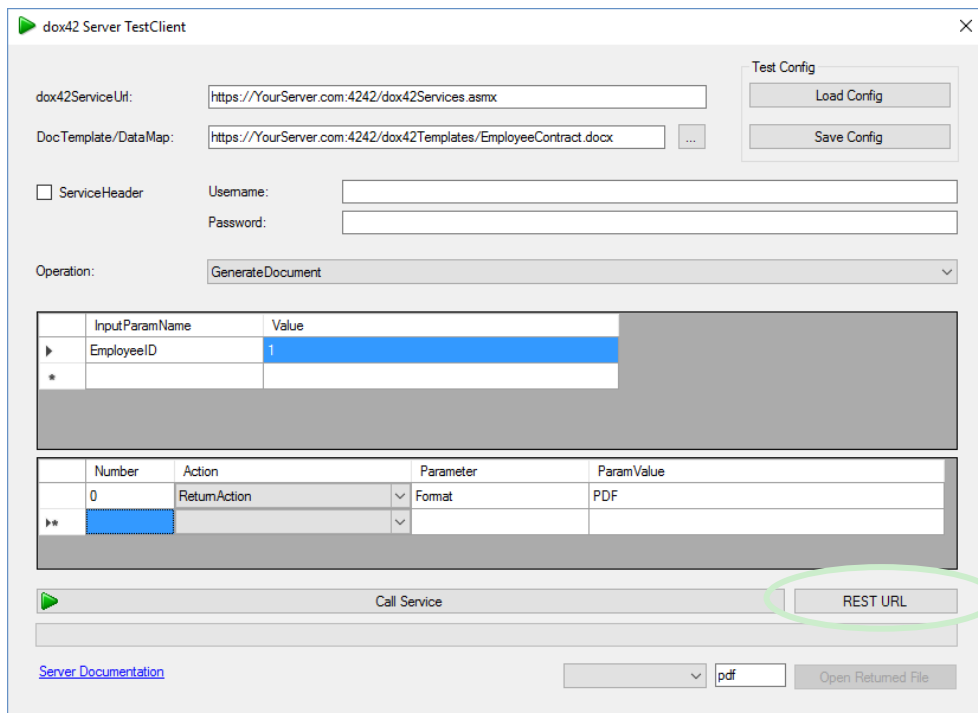 dox42 Server TestClient
Test Config
dox42ServiceUrl: https://YourServer.com:4242/dox42Services.asmx Load Config
DocTemplate/DataMap: https://YourServer.com:4242/dox42Templates/EmployeeContract.docx ... Save Config
ServiceHeader Username:
Password:
Operation: GenerateDocument
InputParamName Value
EmployeeID 1
*
Number Action Parameter ParamValue
0 ReturnAction Format PDF
*
Call Service REST URL
Server Documentation pdf Open Returned File